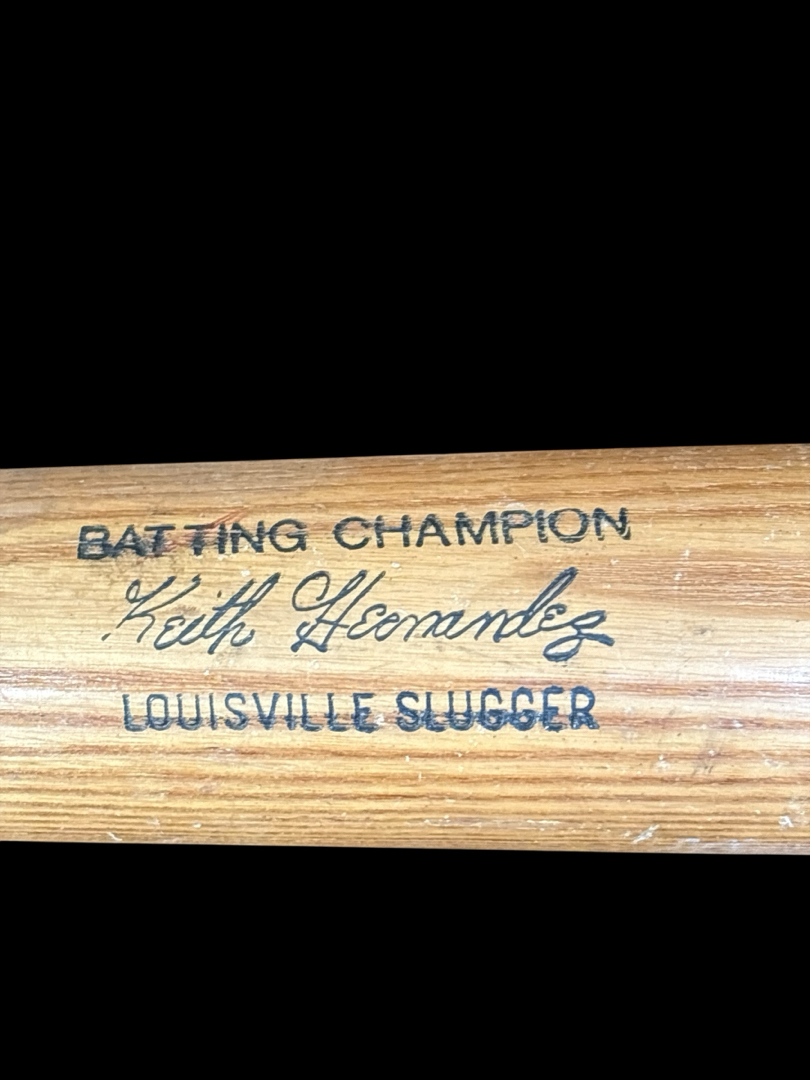 BATTING CHAMPION
Keith Hernandez
LOUISVILLE SLUGGER